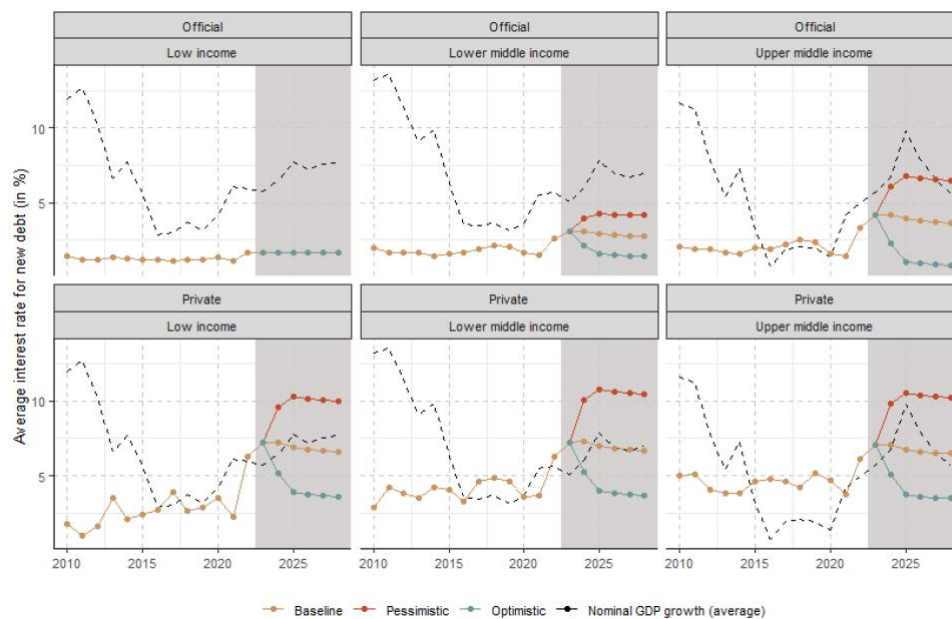 Average interest rate for new debt (in %)
Official Official Official
Low income Lower middle income Upper middle income
10
5
Private Private Private
Low income Lower middle income Upper middle income
10
5
2010 2015 2020 2025 2010 2015 2020 2025 2010 2015 2020 2025
Baseline Pessimistic Optimistic Nominal GDP growth (average)